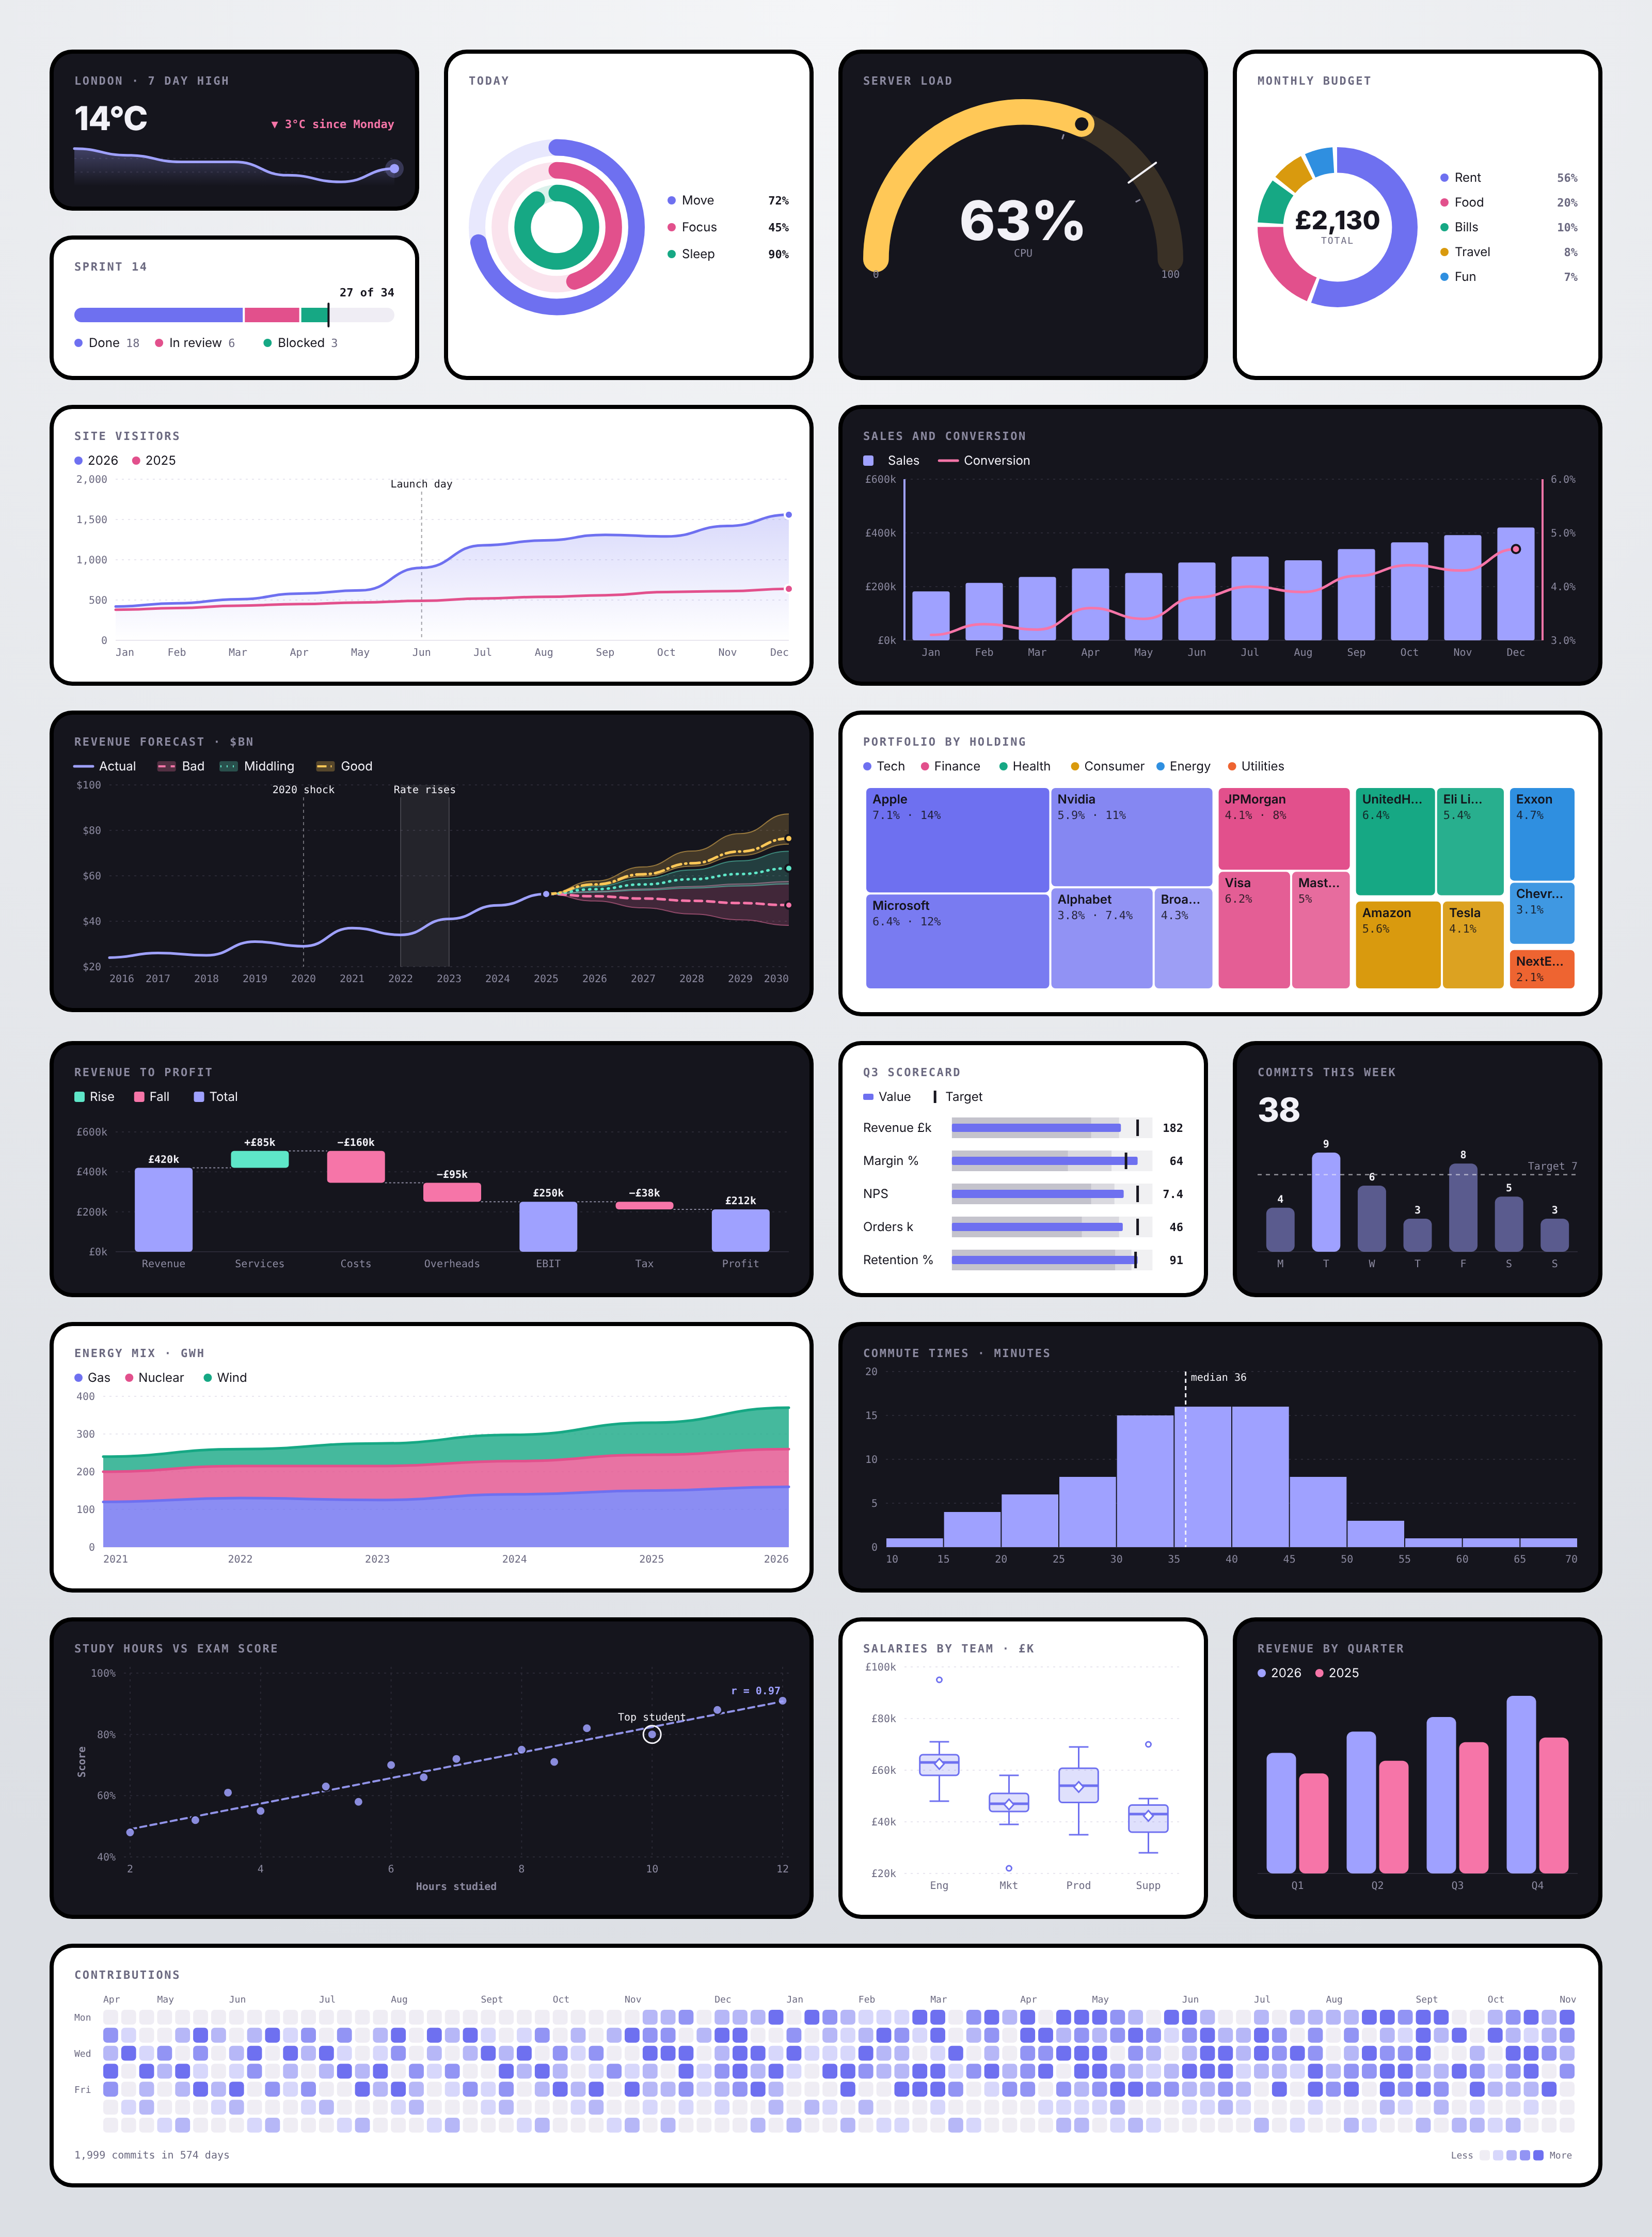 LONDON · 7 DAY HIGH
14°C
▼ 3°C since Monday
SPRINT 14
27 of 34
Done 18 In review 6 Blocked 3
TODAY
Move 72%
Focus 45%
Sleep 90%
SERVER LOAD
63%
CPU
0 100
MONTHLY BUDGET
£2,130
TOTAL
Rent 56%
Food 20%
Bills 10%
Travel 8%
Fun 7%
SITE VISITORS
2026 2025
2,000
Launch day
1,500
1,000
500
0
Jan Feb Mar Apr May Jun Jul Aug Sep Oct Nov Dec
SALES AND CONVERSION
Sales Conversion
£600k 6.0%
£400k 5.0%
£200k 4.0%
£0k 3.0%
Jan Feb Mar Apr May Jun Jul Aug Sep Oct Nov Dec
REVENUE FORECAST · $BN
Actual Bad Middling Good
$100
2020 shock Rate rises
$80
$60
$40
$20
2016 2017 2018 2019 2020 2021 2022 2023 2024 2025 2026 2027 2028 2029 2030
PORTFOLIO BY HOLDING
Tech Finance Health Consumer Energy Utilities
Apple
7.1% · 14%
Microsoft
6.4% · 12%
Nvidia
5.9% · 11%
Alphabet
3.8% · 7.4%
Broa…
4.3%
JPMorgan
4.1% · 8%
Visa
6.2%
Mast…
5%
UnitedH…
6.4%
Eli Li…
5.4%
Amazon
5.6%
Tesla
4.1%
Exxon
4.7%
Chevr…
3.1%
NextE…
2.1%
REVENUE TO PROFIT
Rise Fall Total
£600k
£400k
£200k
£0k
£420k
+£85k
−£160k
−£95k
£250k
−£38k
£212k
Revenue Services Costs Overheads EBIT Tax Profit
Q3 SCORECARD
Value Target
Revenue £k 182
Margin % 64
NPS 7.4
Orders k 46
Retention % 91
COMMITS THIS WEEK
38
Target 7
4 9 6 3 8 5 3
M T W T F S S
ENERGY MIX · GWH
Gas Nuclear Wind
400
300
200
100
0
2021 2022 2023 2024 2025 2026
COMMUTE TIMES · MINUTES
20
median 36
15
10
5
0
10 15 20 25 30 35 40 45 50 55 60 65 70
STUDY HOURS VS EXAM SCORE
100%
r = 0.97
Top student
80%
Score
60%
40%
2 4 6 8 10 12
Hours studied
SALARIES BY TEAM · £K
£100k
£80k
£60k
£40k
£20k
Eng Mkt Prod Supp
REVENUE BY QUARTER
2026 2025
Q1 Q2 Q3 Q4
CONTRIBUTIONS
Apr May Jun Jul Aug Sept Oct Nov Dec Jan Feb Mar Apr May Jun Jul Aug Sept Oct Nov
Mon
Wed
Fri
1,999 commits in 574 days
Less More